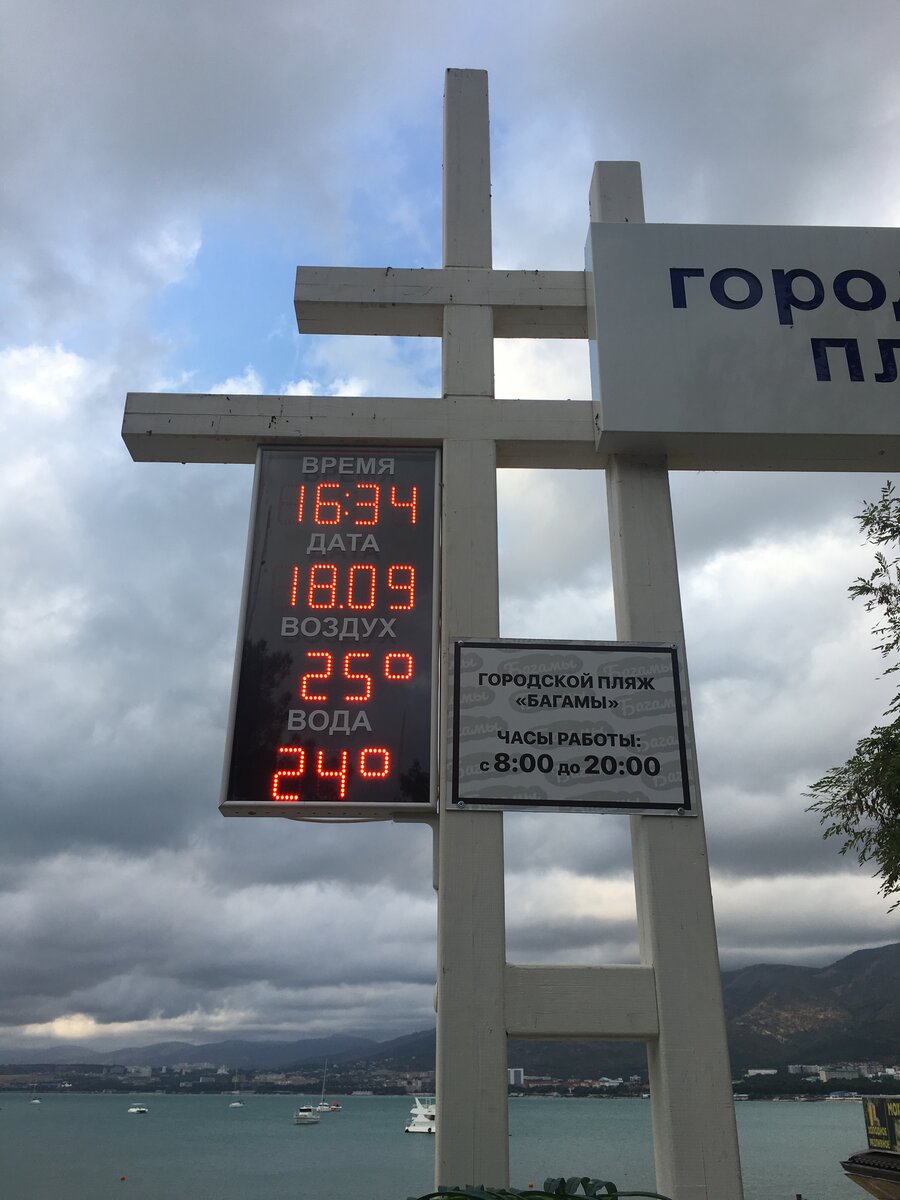 горо
пл
ВРЕМЯ
16:34
ДАТА
18.09
ВОЗДУХ
25°
ВОДА
24°
ГОРОДСКОЙ ПЛЯЖ
«БАГАМЫ»
ЧАСЫ РАБОТЫ:
с 8:00 до 20:00